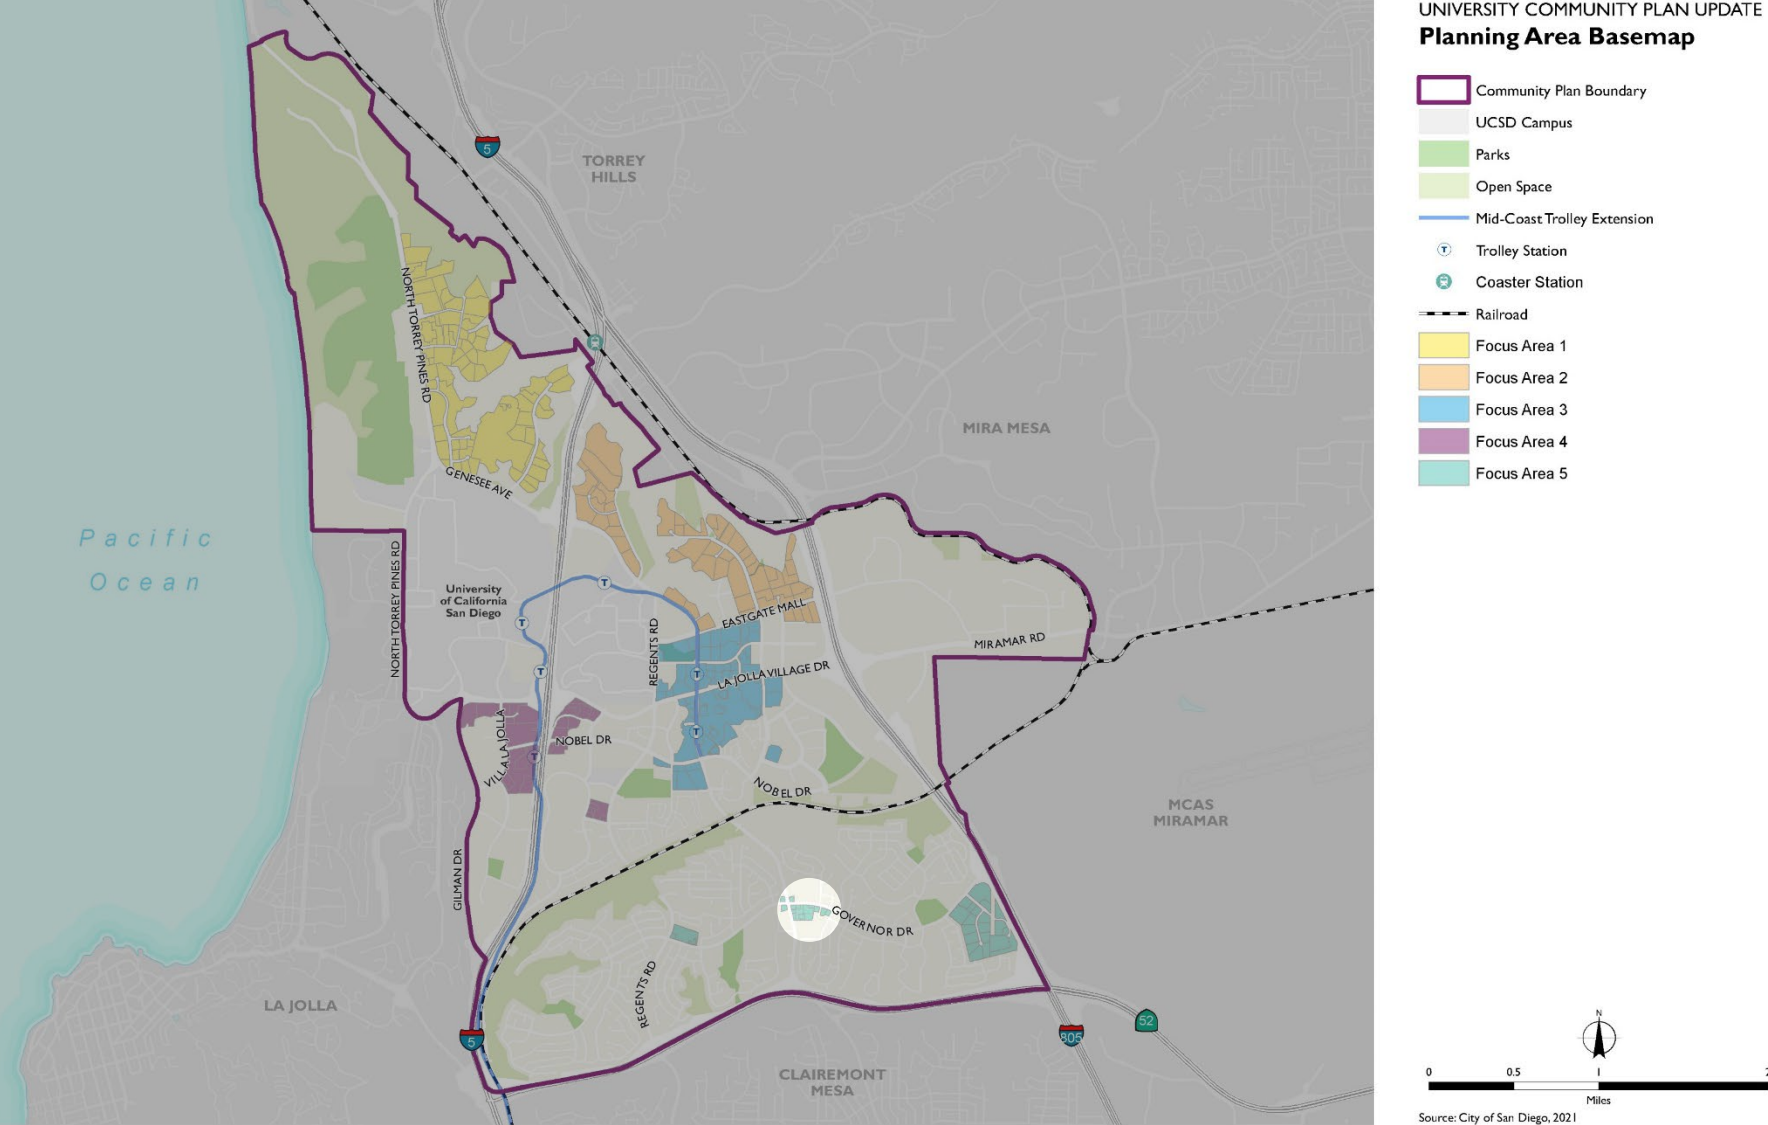 UNIVERSITY COMMUNITY PLAN UPDATE
Planning Area Basemap
Community Plan Boundary
UCSD Campus
Parks
Open Space
Mid-Coast Trolley Extension
T Trolley Station
Coaster Station
Railroad
Focus Area 1
Focus Area 2
Focus Area 3
Focus Area 4
Focus Area 5
5
TORREY
HILLS
NORTH TORREY PINES RD
MIRA MESA
GENESEE AVE
Pacific
Ocean
NORTH TORREY PINES RD
University
of California
San Diego
T
T
T
REGENTS RD
EASTGATE MALL
MIRAMAR RD
T
LA JOLLA VILLAGE DR
VILLA LA JOLLA
NOBEL DR
T
T
NOBEL DR
MCAS
MIRAMAR
GILMAN DR
GOVERNOR DR
REGENTS RD
LA JOLLA
5
805
52
CLAIREMONT
MESA
N
0 0.5 1 2
Miles
Source: City of San Diego, 2021